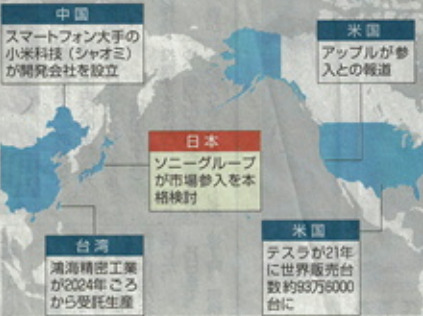 中国
スマートフォン大手の
小米科技（シャオミ）
が開発会社を設立
米国
アップルが参
入との報道
日本
ソニーグループ
が市場参入を本
格検討
台湾
鴻海精密工業
が2024年ごろ
から受託生産
米国
テスラが21年
に世界販売台
数約93万6000
台に